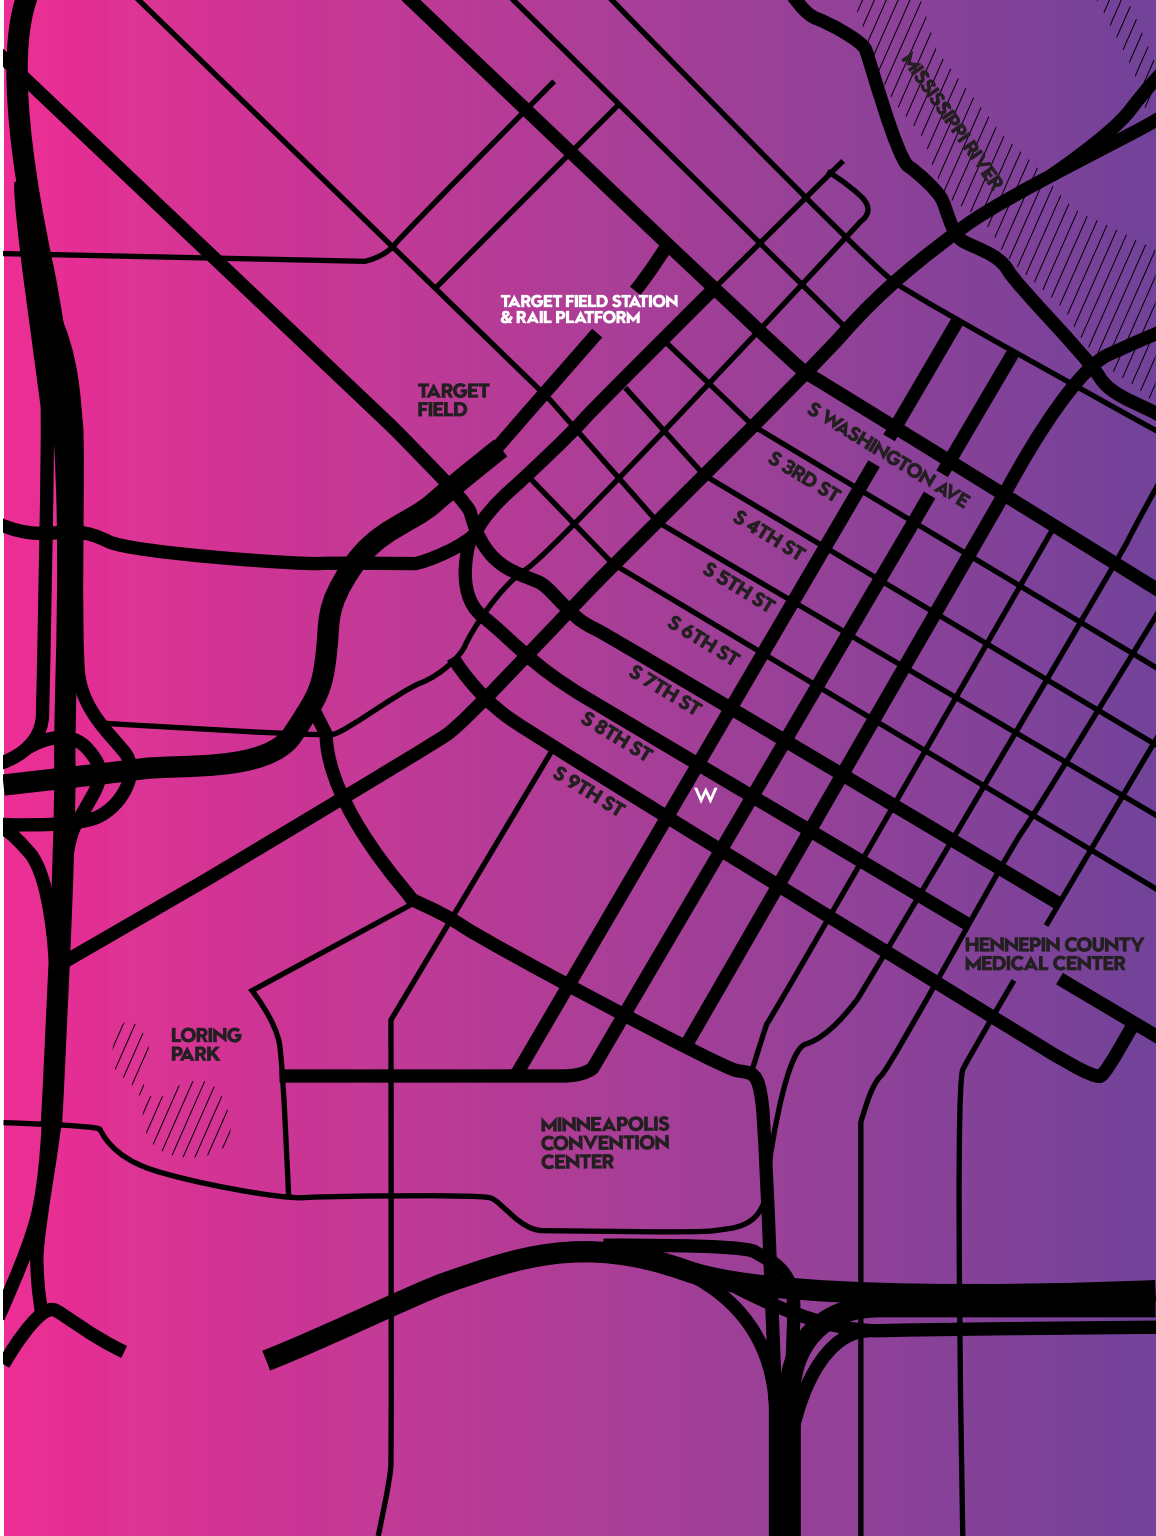 MISSISSIPPI RIVER
TARGET FIELD STATION
& RAIL PLATFORM
TARGET
FIELD
S WASHINGTON AVE
S 3RD ST
S 4TH ST
S 5TH ST
S 6TH ST
S 7TH ST
S 8TH ST
S 9TH ST
W
HENNEPIN COUNTY
MEDICAL CENTER
LORING
PARK
MINNEAPOLIS
CONVENTION
CENTER